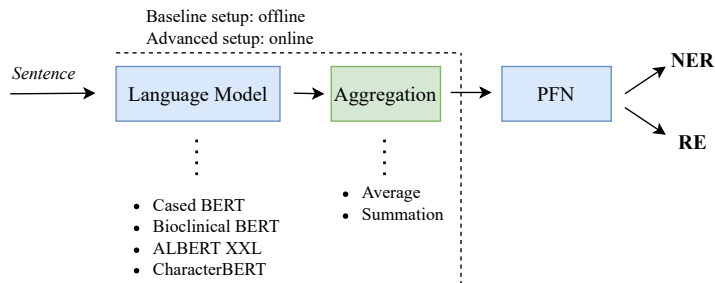 Baseline setup: offline
Advanced setup: online
Sentence
Language Model
Aggregation
PFN
NER
RE
• Cased BERT
• Bioclinical BERT
• ALBERT XXL
• CharacterBERT
• Average
• Summation